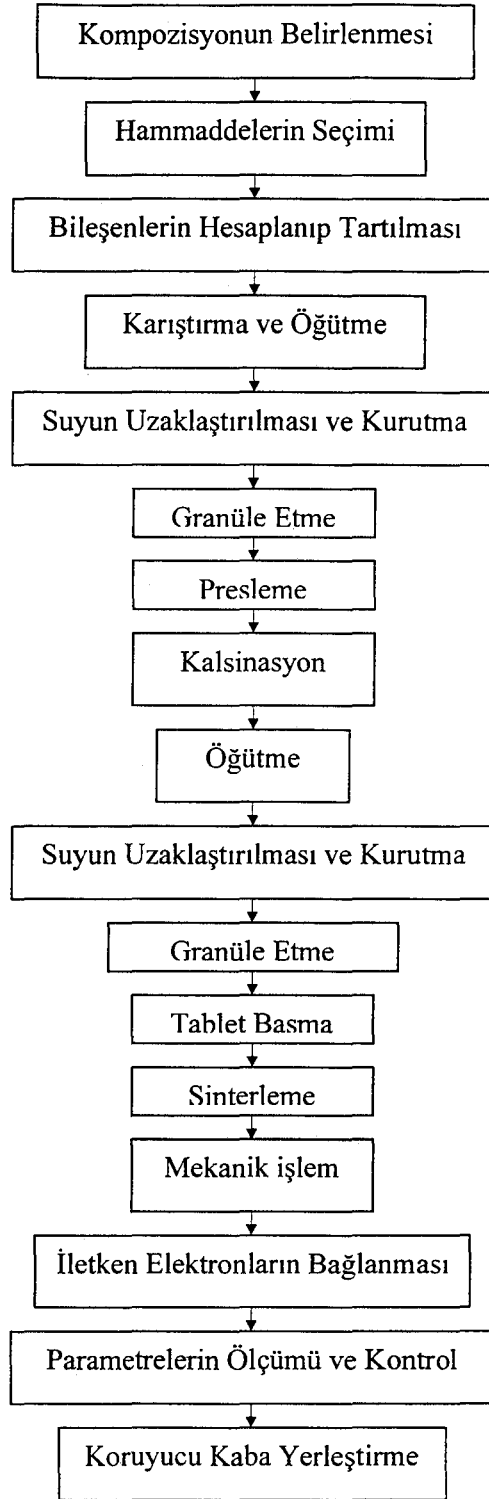 Kompozisyonun Belirlenmesi
Hammaddelerin Seçimi
Bileşenlerin Hesaplanıp Tartılması
Karıştırma ve Öğütme
Suyun Uzaklaştırılması ve Kurutma
Granüle Etme
Presleme
Kalsinasyon
Öğütme
Suyun Uzaklaştırılması ve Kurutma
Granüle Etme
Tablet Basma
Sinterleme
Mekanik işlem
İletken Elektronların Bağlanması
Parametrelerin Ölçümü ve Kontrol
Koruyucu Kaba Yerleştirme